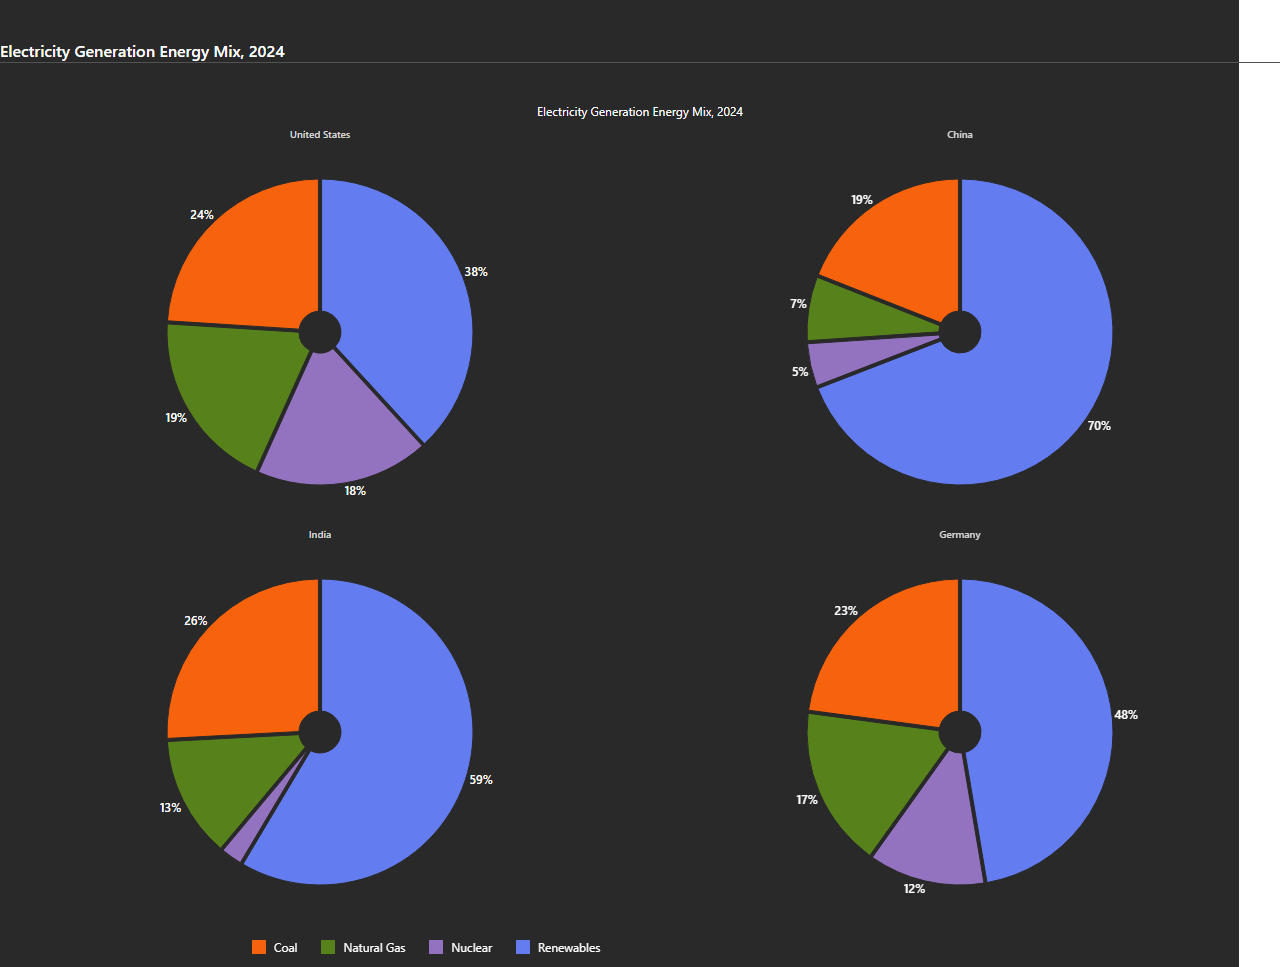 Electricity Generation Energy Mix, 2024
Electricity Generation Energy Mix, 2024
United States
China
24%
38%
19%
18%
19%
7%
5%
70%
India
Germany
26%
59%
13%
23%
48%
17%
12%
Coal
Natural Gas
Nuclear
Renewables